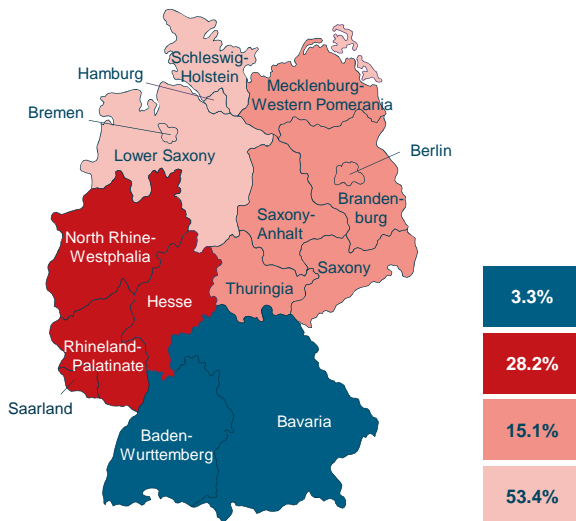 Schleswig-
Holstein
Hamburg
Mecklenburg-
Western Pomerania
Bremen
Berlin
Lower Saxony
Branden-
burg
Saxony-
Anhalt
North Rhine-
Westphalia
Saxony
Thuringia
Hesse
3.3%
Rhineland-
Palatinate
28.2%
Saarland
Bavaria
Baden-
Wurttemberg
15.1%
53.4%